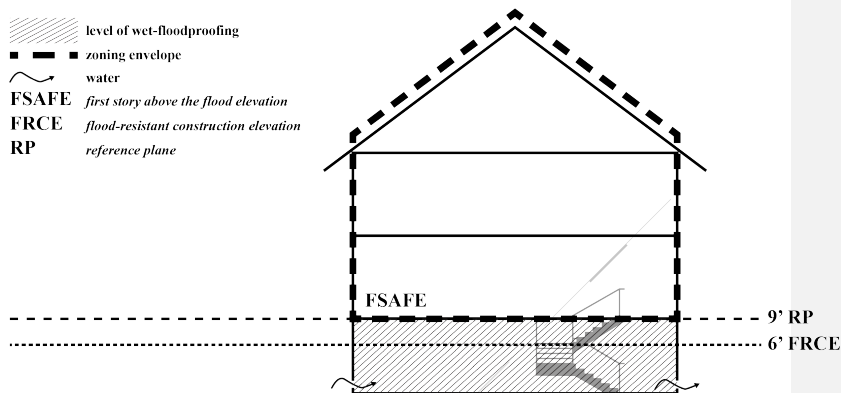 level of wet-floodproofing
zoning envelope
water
FSAFE first story above the flood elevation
FRCE flood-resistant construction elevation
RP reference plane
FSAFE
9’ RP
6’ FRCE